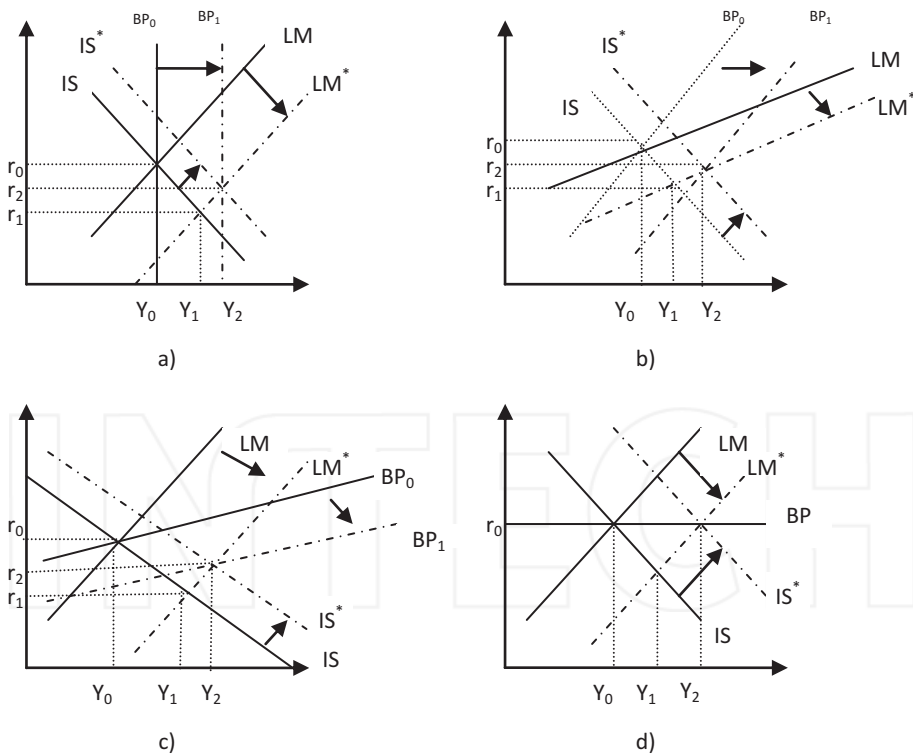 BP₀ BP₁
IS* LM
IS LM*
r₀
r₂
r₁
Y₀ Y₁ Y₂
a)
BP₀ BP₁
IS*
LM
IS LM*
r₀
r₂
r₁
Y₀ Y₁ Y₂
b)
LM
LM*
BP₀
r₀
BP₁
r₂
r₁
IS*
IS
Y₀ Y₁ Y₂
c)
LM
LM*
r₀ BP
IS*
IS
Y₀ Y₁ Y₂
d)
INTECH